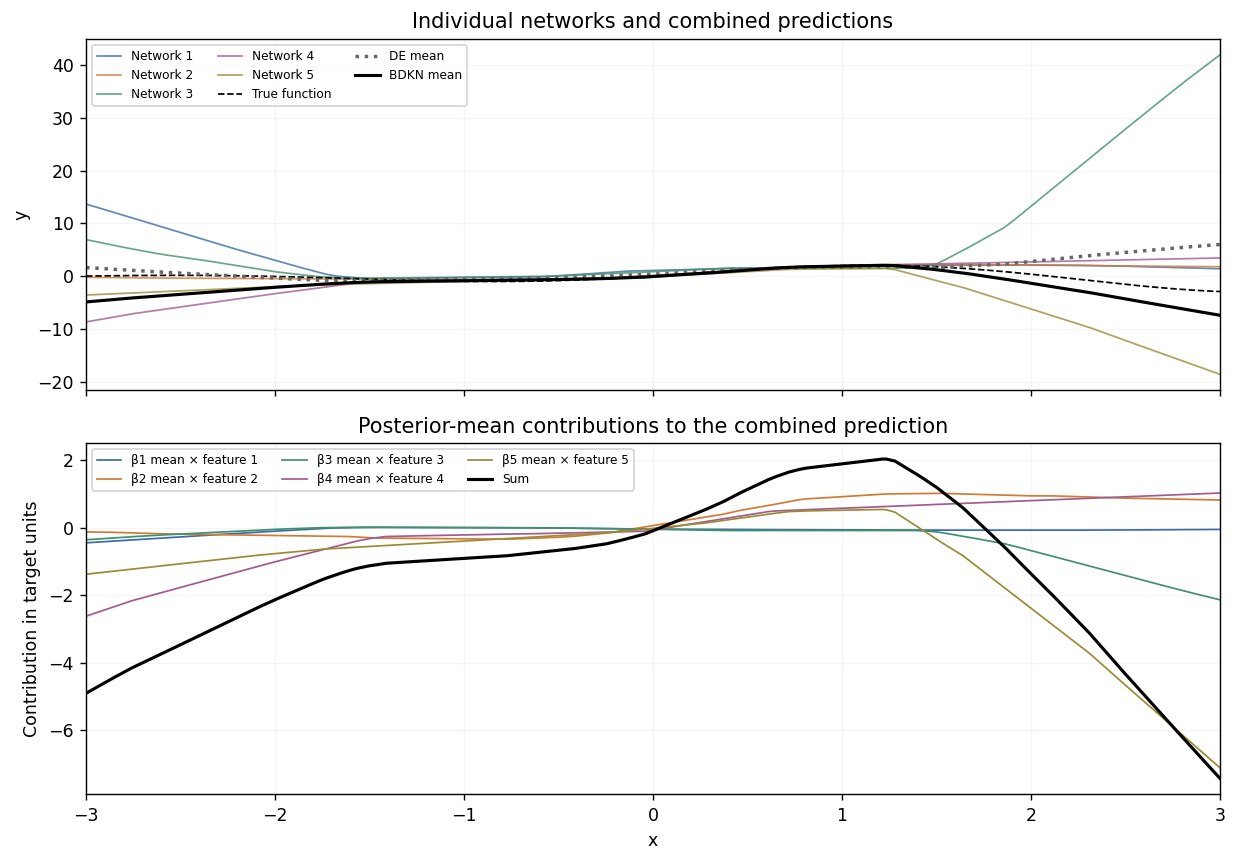 Individual networks and combined predictions
Network 1
Network 2
Network 3
Network 4
Network 5
True function
DE mean
BDKN mean
40
30
20
10
0
−10
−20
y
Posterior-mean contributions to the combined prediction
β1 mean × feature 1
β2 mean × feature 2
β3 mean × feature 3
β4 mean × feature 4
β5 mean × feature 5
Sum
2
0
−2
−4
−6
Contribution in target units
−3
−2
−1
0
1
2
3
x